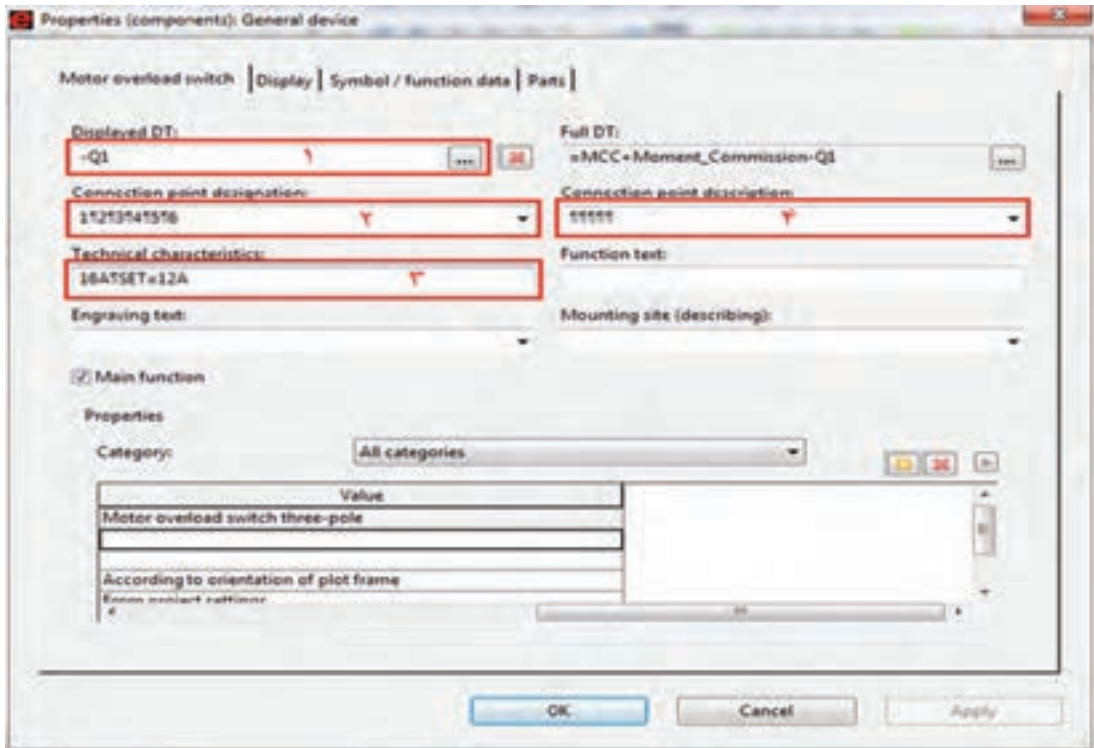 Properties (components): General device
Motor overload switch Display Symbol / function data Parts
Displayed DT: Full DT:
-Q1 ۱ ... =MCC+Moment_Commission-Q1 ...
Connection point designation: Connection point description:
1¶2¶3¶4¶5¶6 ۲ ¶¶¶¶¶ ۴
Technical characteristics: Function text:
16A¶SET=12A ۳
Engraving text: Mounting site (describing):
Main function
Properties
Category: All categories
Value
Motor overload switch three-pole
According to orientation of plot frame
From project settings
OK Cancel Apply